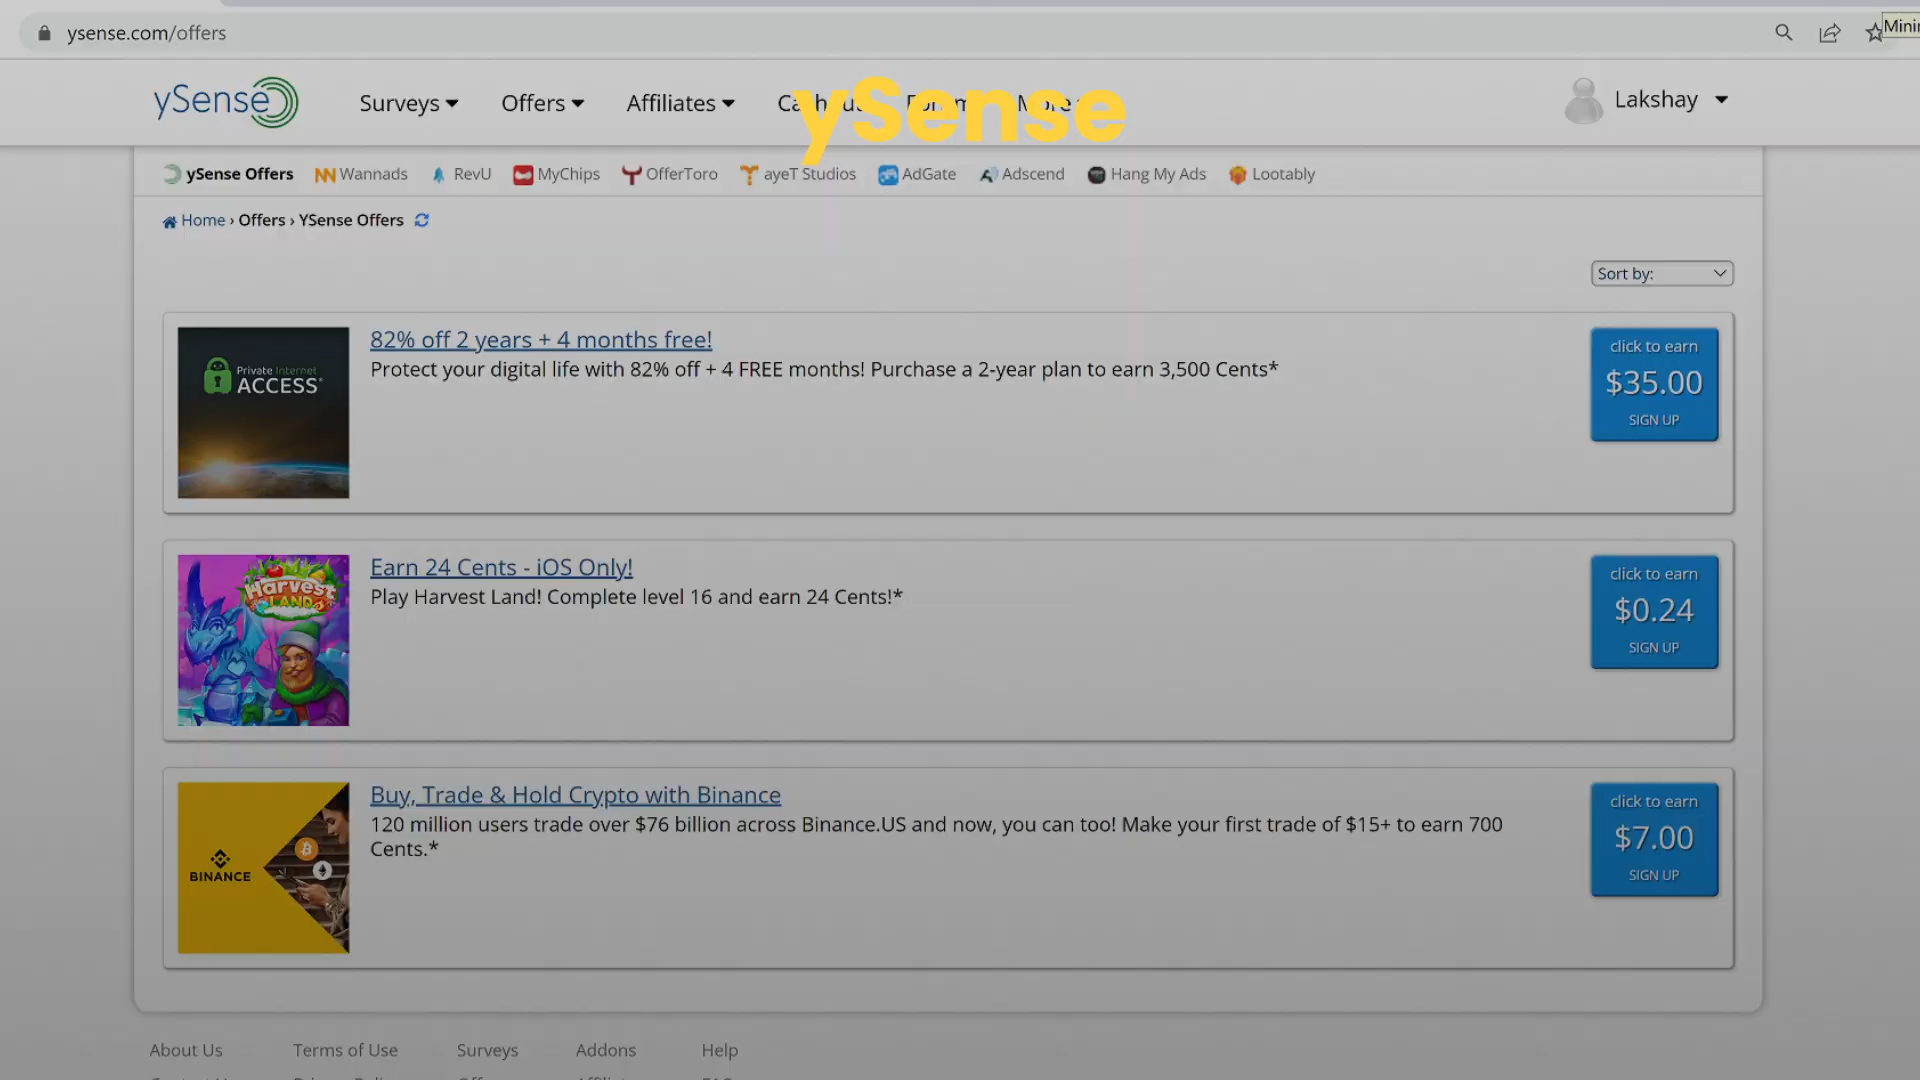 ysense.com/offers
ySense
Surveys
Offers
Affiliates
ySense
Lakshay
ySense Offers
Wannads
RevU
MyChips
OfferToro
ayeT Studios
AdGate
Adscend
Hang My Ads
Lootably
Home › Offers › YSense Offers
Sort by:
Private Internet
ACCESS
82% off 2 years + 4 months free!
Protect your digital life with 82% off + 4 FREE months! Purchase a 2-year plan to earn 3,500 Cents*
click to earn
$35.00
SIGN UP
Harvest
LAND
Earn 24 Cents - iOS Only!
Play Harvest Land! Complete level 16 and earn 24 Cents!*
click to earn
$0.24
SIGN UP
BINANCE
Buy, Trade & Hold Crypto with Binance
120 million users trade over $76 billion across Binance.US and now, you can too! Make your first trade of $15+ to earn 700
Cents.*
click to earn
$7.00
SIGN UP
About Us
Terms of Use
Surveys
Addons
Help